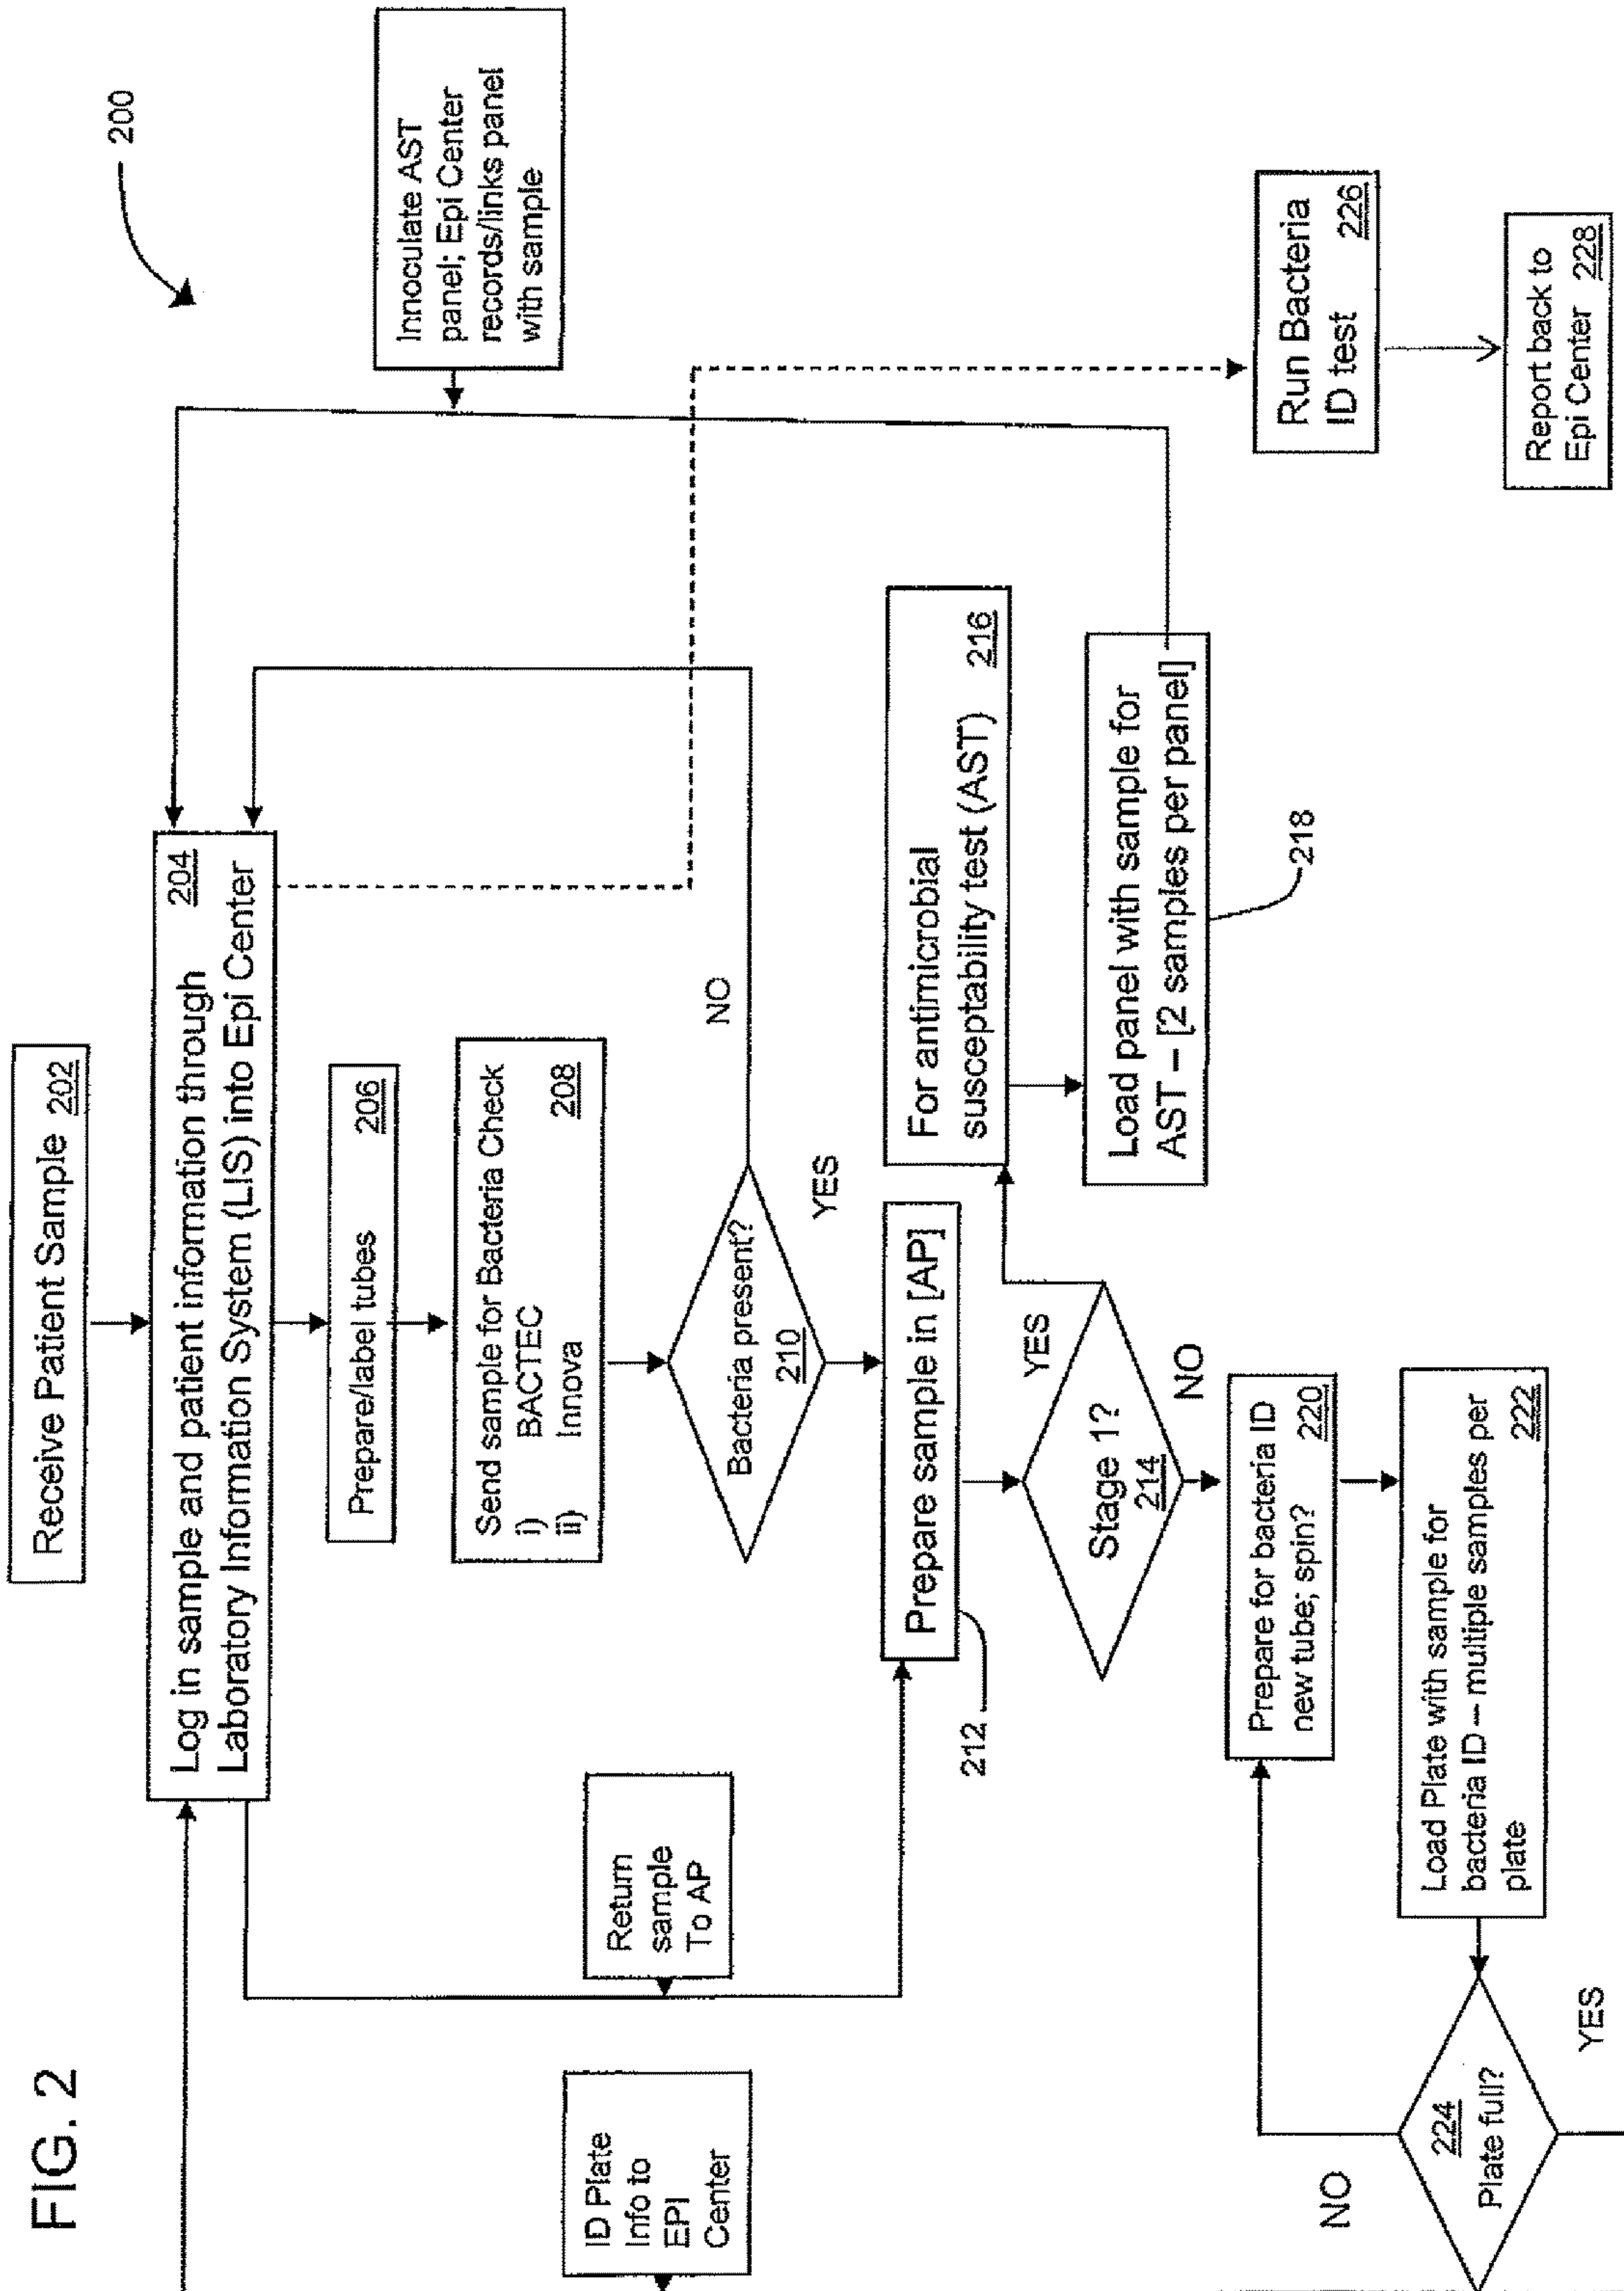 FIG. 2
200
Receive Patient Sample 202
Log in sample and patient information through 204
Laboratory Information System (LIS) into Epi Center
Prepare/label tubes 206
Send sample for Bacteria Check
i) BACTEC
ii) Innova 208
Bacteria present?
210
NO
YES
Innoculate AST
panel; Epi Center
records/links panel
with sample
Return
sample
To AP
ID Plate
Info to
EPI
Center
Prepare sample in [AP]
212
Stage 1?
214
YES
NO
For antimicrobial
susceptability test (AST) 216
Load panel with sample for
AST – [2 samples per panel]
218
Prepare for bacteria ID
new tube; spin? 220
Load Plate with sample for
bacteria ID – multiple samples per
plate 222
224
Plate full?
NO
YES
Run Bacteria
ID test 226
Report back to
Epi Center 228